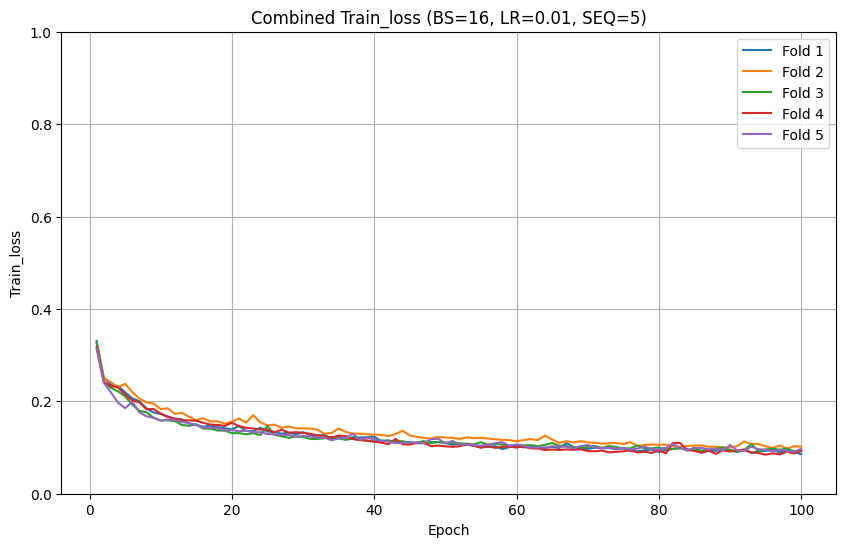 Combined Train_loss (BS=16, LR=0.01, SEQ=5)
1.0
0.8
0.6
0.4
0.2
0.0
Train_loss
0
20
40
60
80
100
Epoch
Fold 1
Fold 2
Fold 3
Fold 4
Fold 5